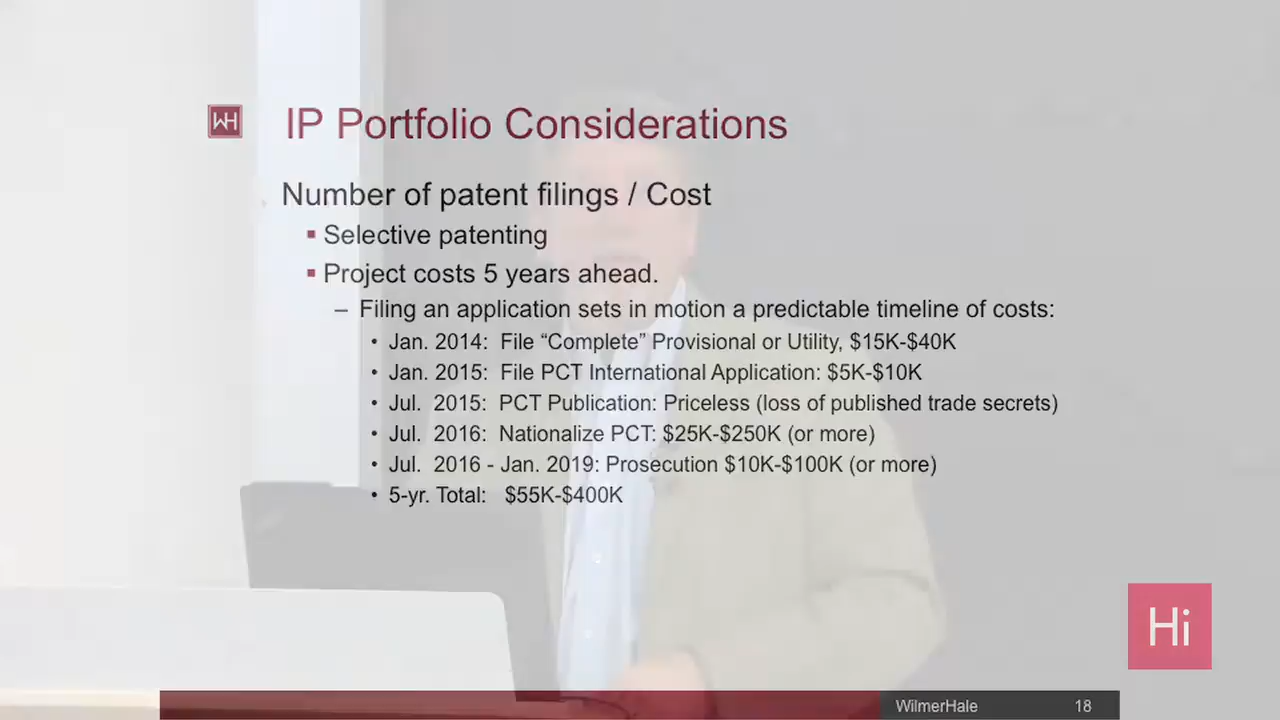 WH IP Portfolio Considerations
Number of patent filings / Cost
▪ Selective patenting
▪ Project costs 5 years ahead.
– Filing an application sets in motion a predictable timeline of costs:
• Jan. 2014: File “Complete” Provisional or Utility, $15K-$40K
• Jan. 2015: File PCT International Application: $5K-$10K
• Jul. 2015: PCT Publication: Priceless (loss of published trade secrets)
• Jul. 2016: Nationalize PCT: $25K-$250K (or more)
• Jul. 2016 - Jan. 2019: Prosecution $10K-$100K (or more)
• 5-yr. Total: $55K-$400K
Hi
WilmerHale 18